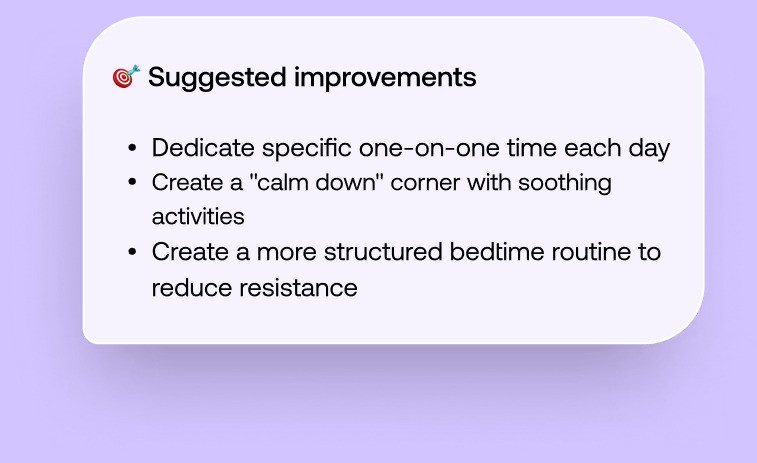 🎯 Suggested improvements
• Dedicate specific one-on-one time each day
• Create a "calm down" corner with soothing
activities
• Create a more structured bedtime routine to
reduce resistance